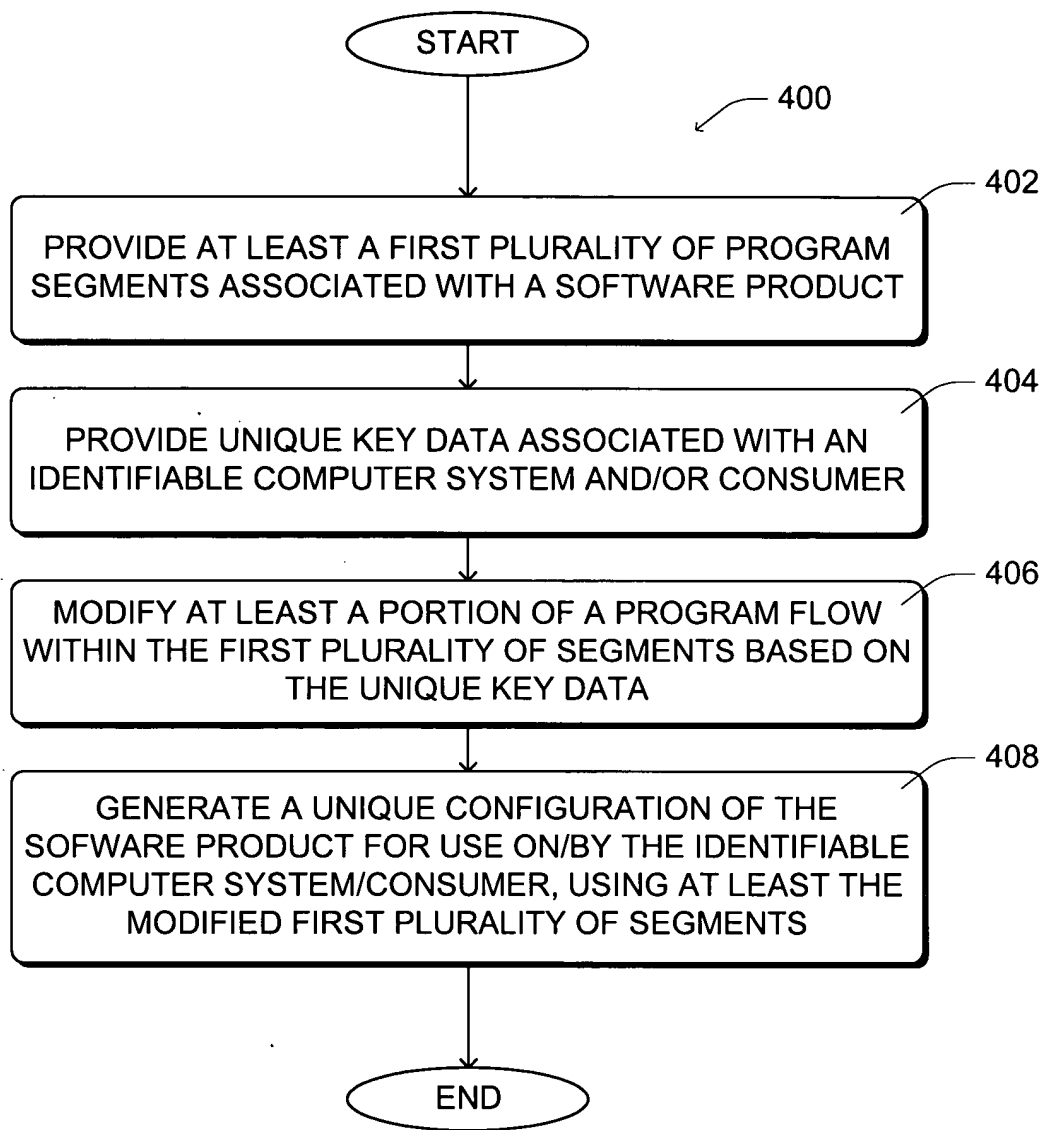 START
400
402
PROVIDE AT LEAST A FIRST PLURALITY OF PROGRAM
SEGMENTS ASSOCIATED WITH A SOFTWARE PRODUCT
404
PROVIDE UNIQUE KEY DATA ASSOCIATED WITH AN
IDENTIFIABLE COMPUTER SYSTEM AND/OR CONSUMER
406
MODIFY AT LEAST A PORTION OF A PROGRAM FLOW
WITHIN THE FIRST PLURALITY OF SEGMENTS BASED ON
THE UNIQUE KEY DATA
408
GENERATE A UNIQUE CONFIGURATION OF THE
SOFWARE PRODUCT FOR USE ON/BY THE IDENTIFIABLE
COMPUTER SYSTEM/CONSUMER, USING AT LEAST THE
MODIFIED FIRST PLURALITY OF SEGMENTS
END